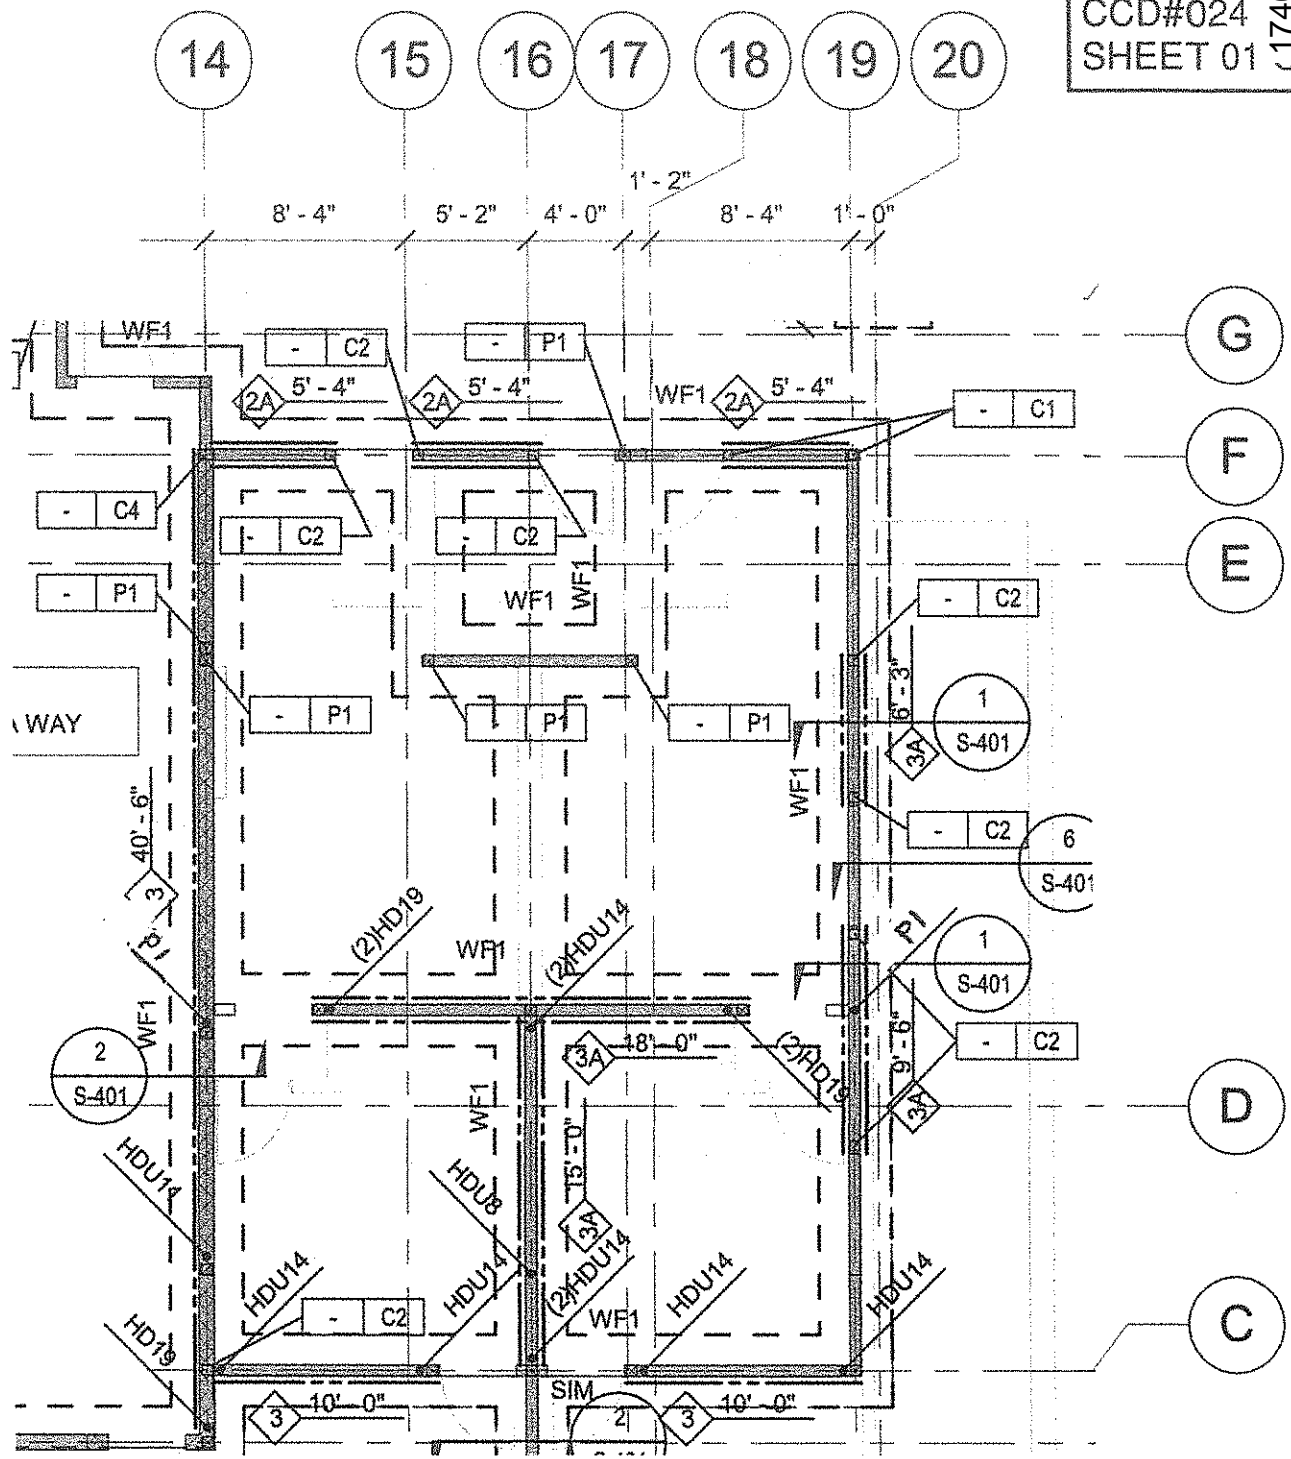 CCD#024
SHEET 01
14 15 16 17 18 19 20
1' - 2"
8' - 4" 5' - 2" 4' - 0" 8' - 4" 1' - 0"
G
WF1
- C2
- P1
2A 5' - 4"
2A 5' - 4"
WF1
2A 5' - 4"
- C1
F
- C4
- C2
- C2
E
WF1
WF1
- P1
- C2
- P1
- P1
- P1
WAY
6' - 3"
1
S-401
3A
WF1
40' - 6"
3
- C2
6
S-401
(2)HD19
WF1
(2)HDU14
P1
P1
1
S-401
WF1
2
S-401
3A 18' - 0"
(2)HD19
9' - 6"
3A
- C2
D
WF1
15' - 0"
3A
HDU14
HDU8
HDU14
- C2
HDU14
(2)HDU14
WF1
HDU14
HDU14
C
HD19
SIM
3 10' - 0"
2
3 10' - 0"